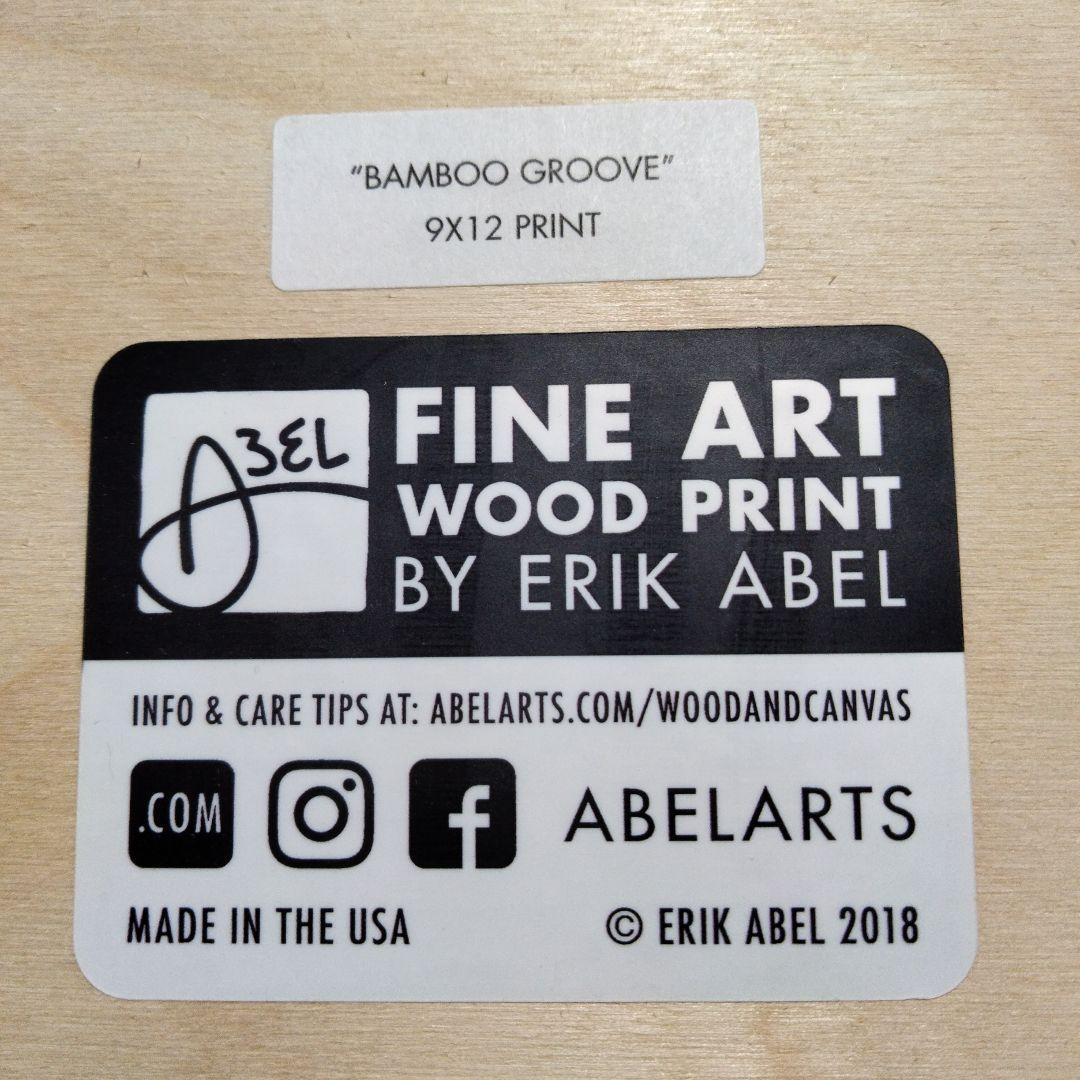 "BAMBOO GROOVE"
9X12 PRINT
ABEL
FINE ART
WOOD PRINT
BY ERIK ABEL
INFO & CARE TIPS AT: ABELARTS.COM/WOODANDCANVAS
.COM
f
ABELARTS
MADE IN THE USA
© ERIK ABEL 2018